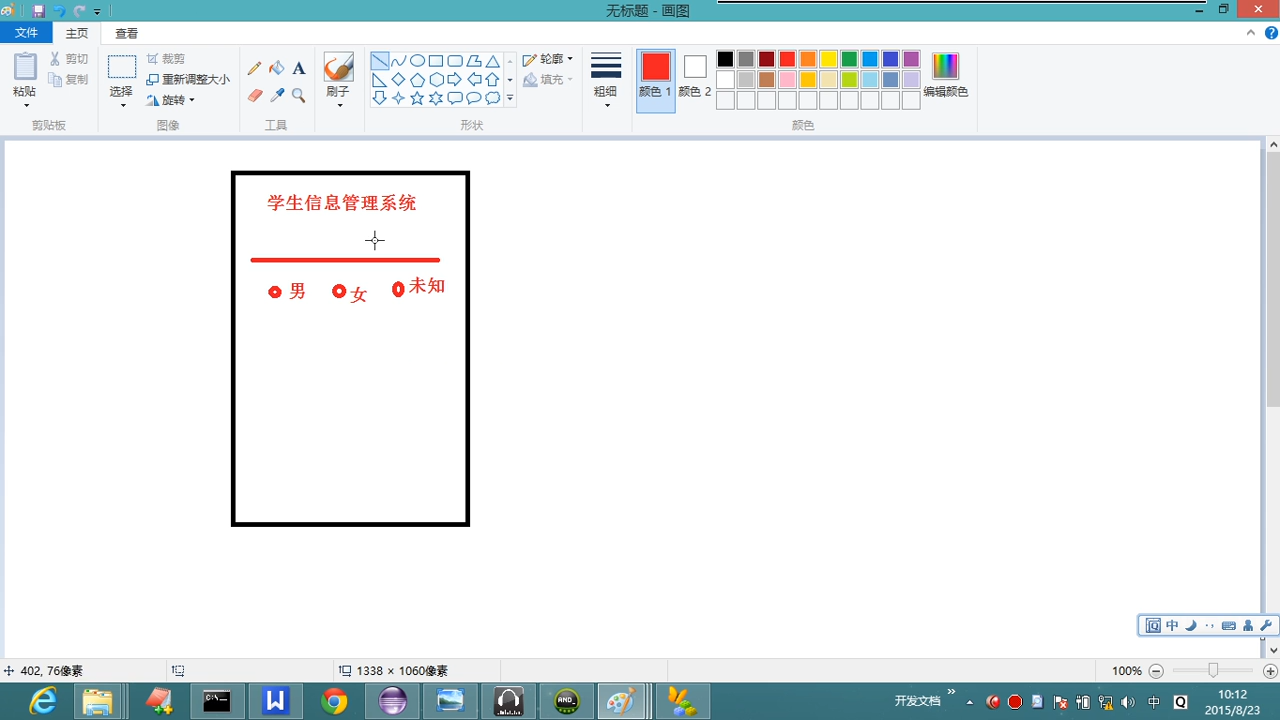 无标题 - 画图
文件 主页 查看
粘贴 剪切 复制 选择 裁剪 重新调整大小 旋转 A 刷子 轮廓 填充 粗细 颜色 1 颜色 2 编辑颜色
剪贴板 图像 工具 形状 颜色
学生信息管理系统
男 女 未知
中
402, 76像素 1338 × 1060像素 100%
开发文档 中 10:12
2015/8/23